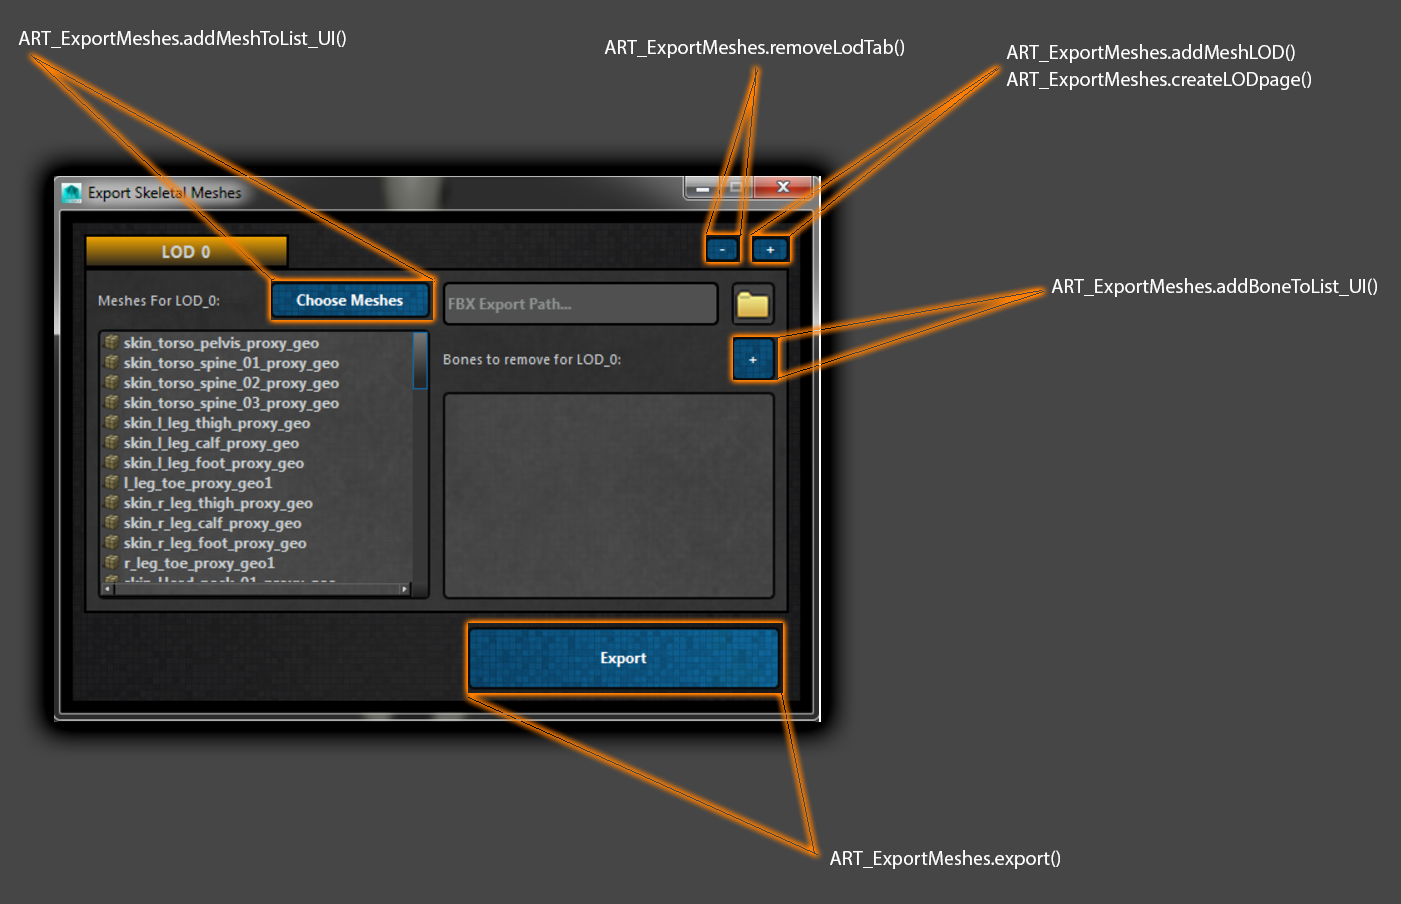 ART_ExportMeshes.addMeshToList_UI()
ART_ExportMeshes.removeLodTab()
ART_ExportMeshes.addMeshLOD()
ART_ExportMeshes.createLODpage()
Export Skeletal Meshes
LOD 0
-
+
ART_ExportMeshes.addBoneToList_UI()
Meshes For LOD_0:
Choose Meshes
FBX Export Path...
Bones to remove for LOD_0:
+
skin_torso_pelvis_proxy_geo
skin_torso_spine_01_proxy_geo
skin_torso_spine_02_proxy_geo
skin_torso_spine_03_proxy_geo
skin_l_leg_thigh_proxy_geo
skin_l_leg_calf_proxy_geo
skin_l_leg_foot_proxy_geo
l_leg_toe_proxy_geo1
skin_r_leg_thigh_proxy_geo
skin_r_leg_calf_proxy_geo
skin_r_leg_foot_proxy_geo
r_leg_toe_proxy_geo1
Export
ART_ExportMeshes.export()